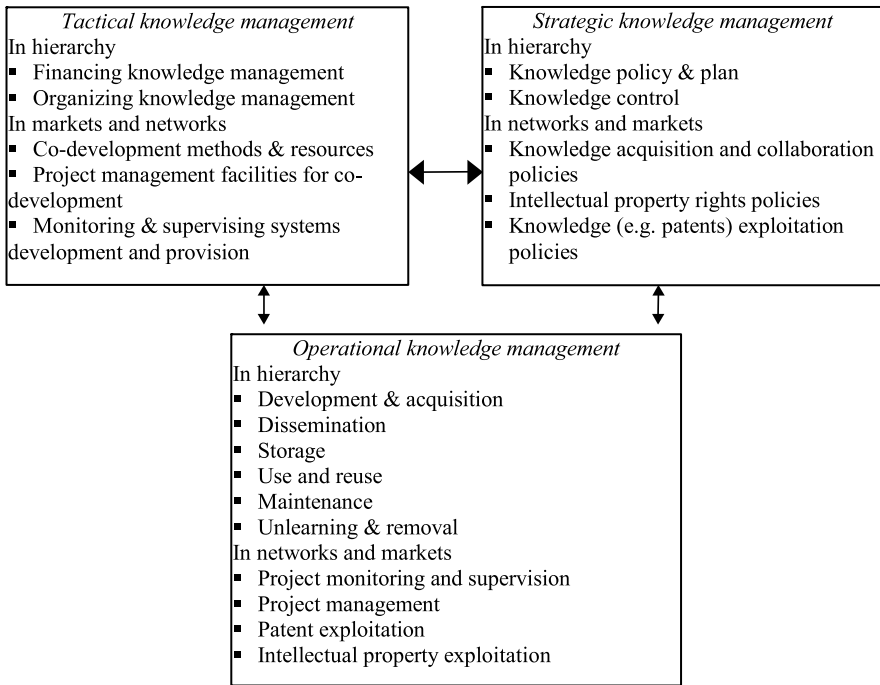 Tactical knowledge management
In hierarchy
▪ Financing knowledge management
▪ Organizing knowledge management
In markets and networks
▪ Co-development methods & resources
▪ Project management facilities for co-
development
▪ Monitoring & supervising systems
development and provision
Strategic knowledge management
In hierarchy
▪ Knowledge policy & plan
▪ Knowledge control
In networks and markets
▪ Knowledge acquisition and collaboration
policies
▪ Intellectual property rights policies
▪ Knowledge (e.g. patents) exploitation
policies
Operational knowledge management
In hierarchy
▪ Development & acquisition
▪ Dissemination
▪ Storage
▪ Use and reuse
▪ Maintenance
▪ Unlearning & removal
In networks and markets
▪ Project monitoring and supervision
▪ Project management
▪ Patent exploitation
▪ Intellectual property exploitation